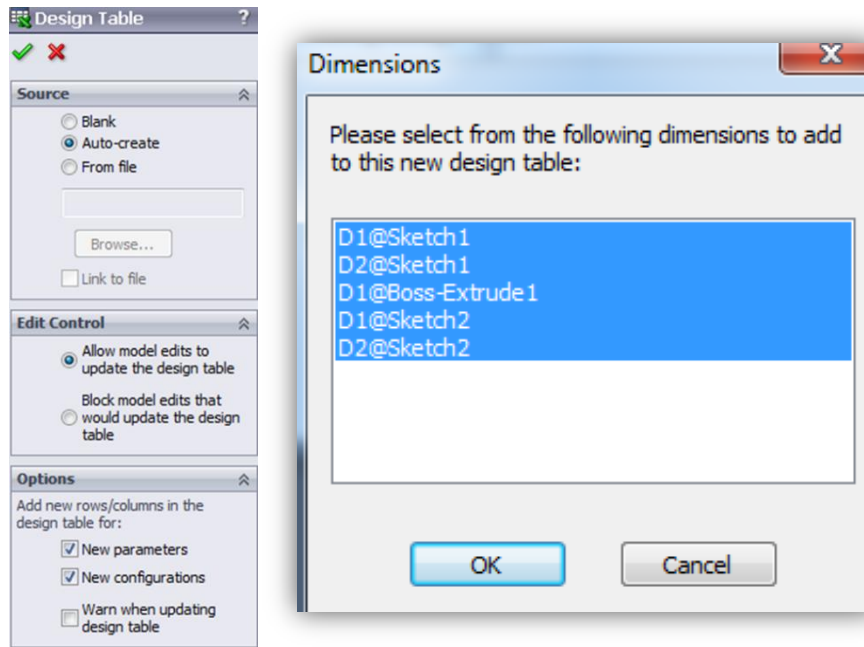 Design Table ?
Source
Blank
Auto-create
From file
Browse...
Link to file
Edit Control
Allow model edits to
update the design table
Block model edits that
would update the design
table
Options
Add new rows/columns in the
design table for:
New parameters
New configurations
Warn when updating
design table
Dimensions
Please select from the following dimensions to add
to this new design table:
D1@Sketch1
D2@Sketch1
D1@Boss-Extrude1
D1@Sketch2
D2@Sketch2
OK
Cancel